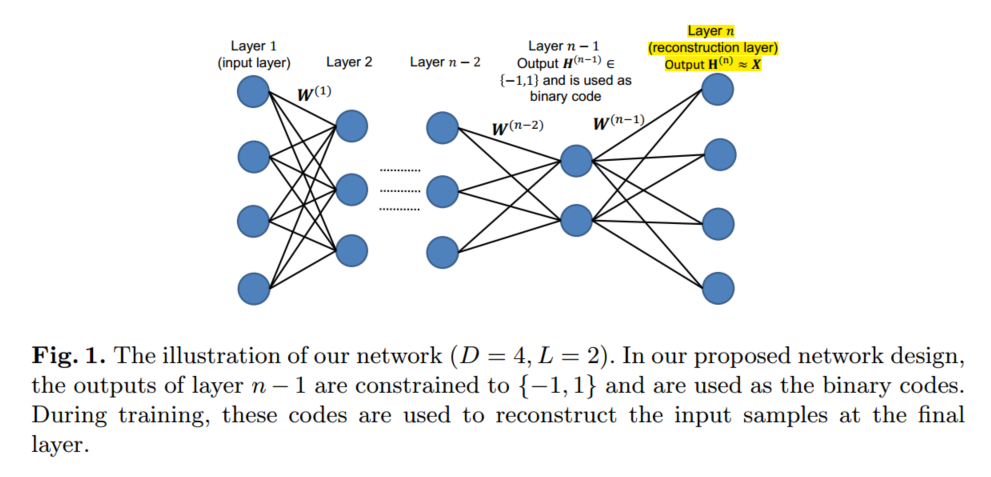 Layer 1
(input layer)
Layer 2
Layer n − 2
Layer n − 1
Output H⁽ⁿ⁻¹⁾ ∈
{−1,1} and is used as
binary code
Layer n
(reconstruction layer)
Output H⁽ⁿ⁾ ≈ X
W⁽¹⁾
W⁽ⁿ⁻²⁾
W⁽ⁿ⁻¹⁾
Fig. 1. The illustration of our network (D = 4, L = 2). In our proposed network design,
the outputs of layer n − 1 are constrained to {−1, 1} and are used as the binary codes.
During training, these codes are used to reconstruct the input samples at the final
layer.